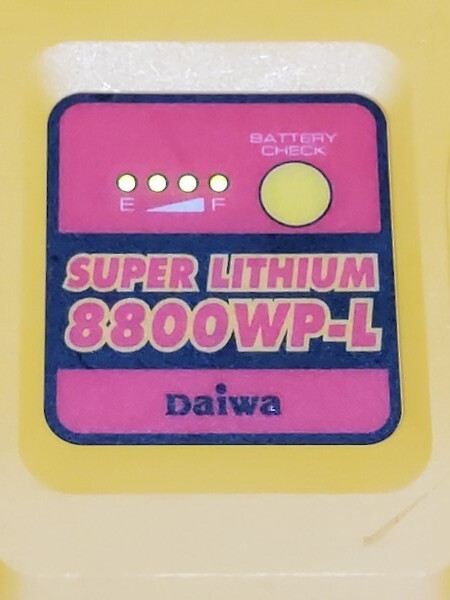 BATTERY
CHECK
E F
SUPER LITHIUM
8800WP-L
Daiwa